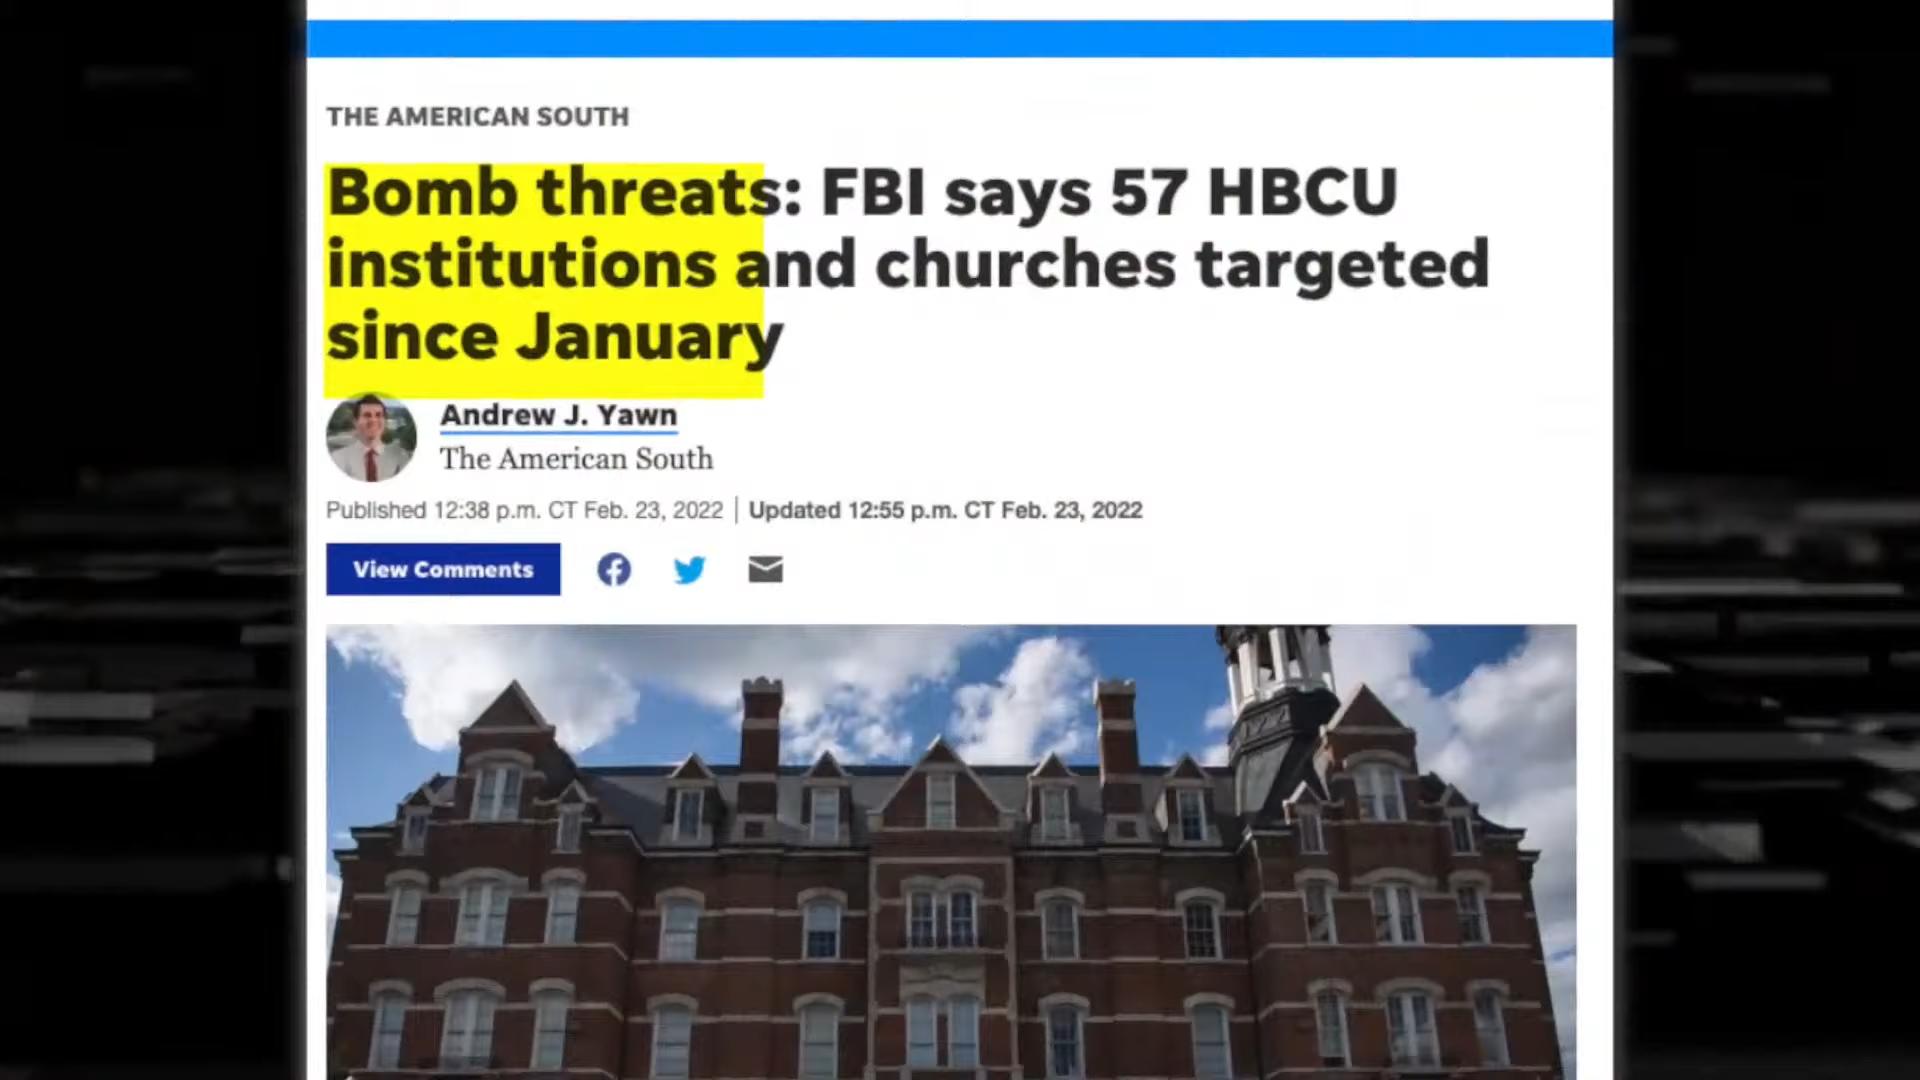 THE AMERICAN SOUTH
Bomb threats: FBI says 57 HBCU
institutions and churches targeted
since January
Andrew J. Yawn
The American South
Published 12:38 p.m. CT Feb. 23, 2022 | Updated 12:55 p.m. CT Feb. 23, 2022
View Comments